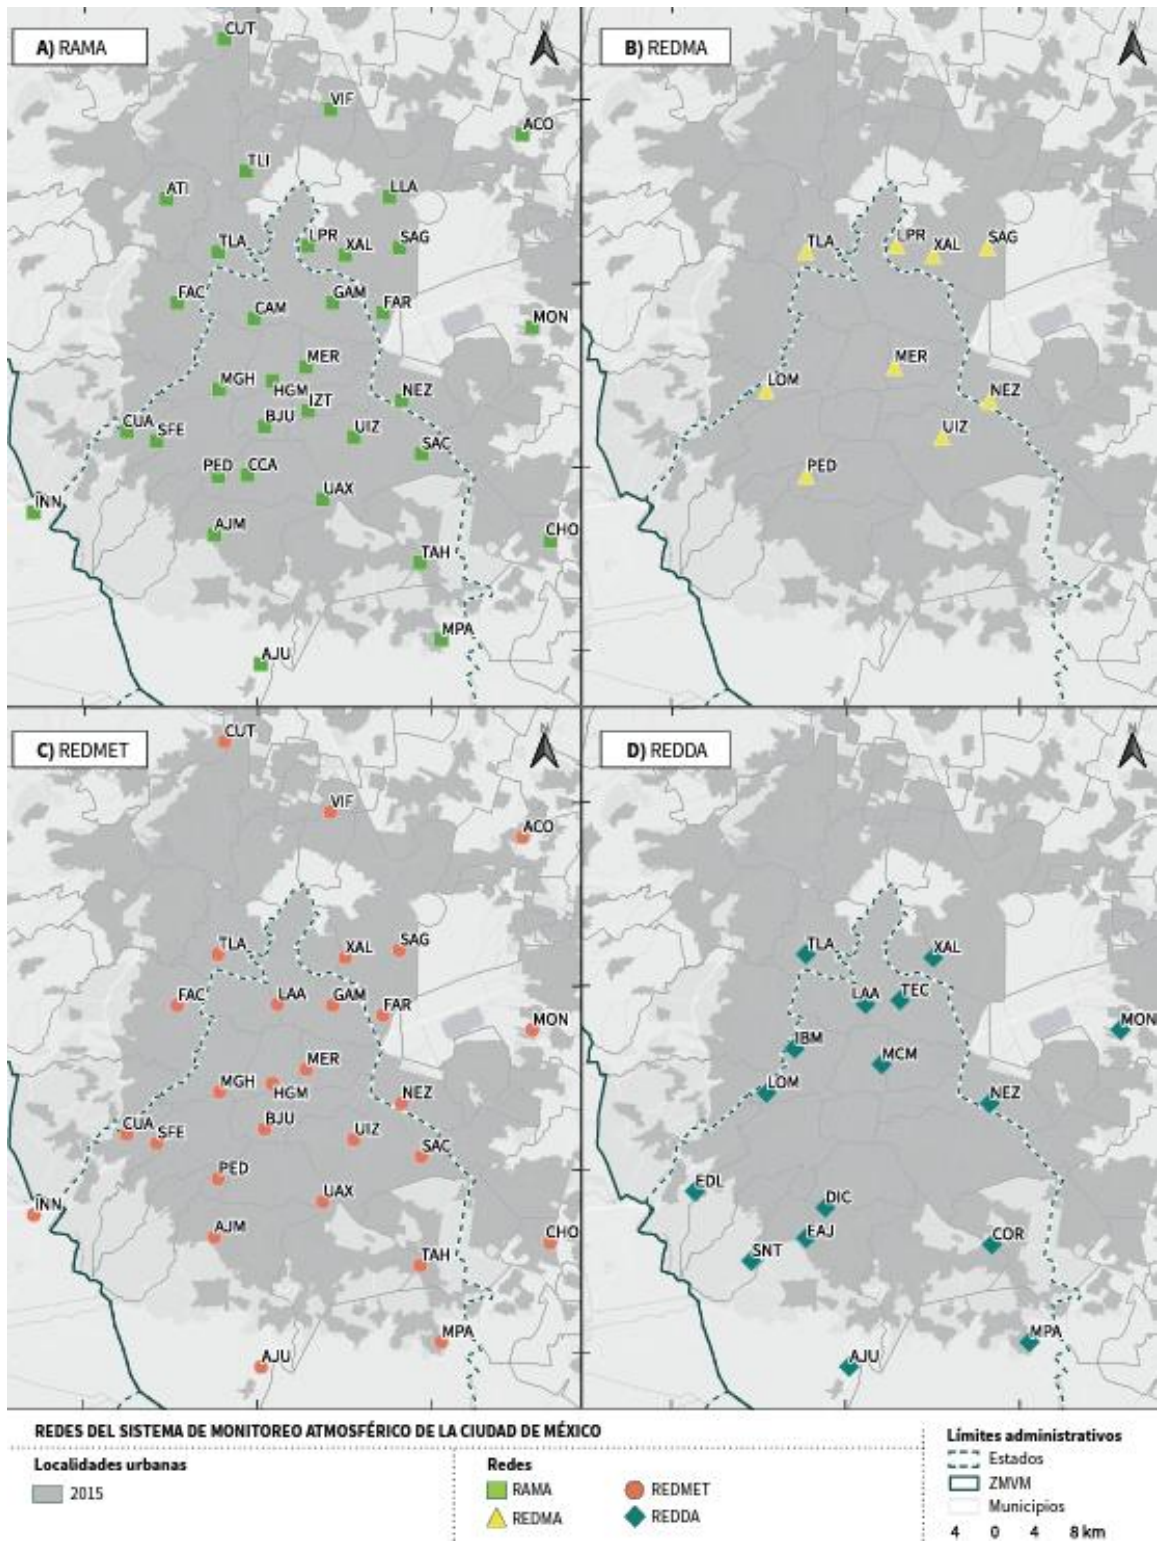 A) RAMA
N
CUT
VIF
ACO
TLI
ATI
LLA
TLA
LPR
XAL
SAG
FAC
CAM
GAM
FAR
MON
MER
MGH
HGM
NEZ
IZT
BJU
CUA
SFE
UIZ
SAC
PED
CCA
UAX
INN
AJM
CHO
TAH
MPA
AJU
B) REDMA
N
TLA
LPR
XAL
SAG
MER
LOM
NEZ
UIZ
PED
C) REDMET
N
CUT
VIF
ACO
TLA
XAL
SAG
FAC
LAA
GAM
FAR
MON
MER
MGH
HGM
NEZ
BJU
CUA
SFE
UIZ
SAC
PED
UAX
INN
AJM
CHO
TAH
MPA
AJU
D) REDDA
N
TLA
XAL
LAA
TEC
MON
IBM
MCM
LOM
NEZ
EDL
DIC
EAJ
COR
SNT
MPA
AJU
REDES DEL SISTEMA DE MONITOREO ATMOSFÉRICO DE LA CIUDAD DE MÉXICO
Localidades urbanas
2015
Redes
RAMA
REDMET
REDMA
REDDA
Límites administrativos
Estados
ZMVM
Municipios
4 0 4 8 km